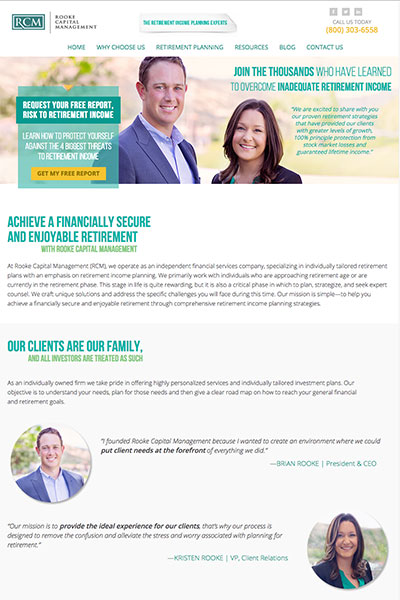 RCM
ROOKE
CAPITAL
MANAGEMENT
THE RETIREMENT INCOME PLANNING EXPERTS
CALL US TODAY
(800) 303-6558
HOME WHY CHOOSE US RETIREMENT PLANNING RESOURCES BLOG CONTACT US
REQUEST YOUR FREE REPORT,
RISK TO RETIREMENT INCOME
LEARN HOW TO PROTECT YOURSELF
AGAINST THE 4 BIGGEST THREATS
TO RETIREMENT INCOME
GET MY FREE REPORT
JOIN THE THOUSANDS WHO HAVE LEARNED
TO OVERCOME INADEQUATE RETIREMENT INCOME
"We are excited to share with you
our proven retirement strategies
that have provided our clients
with greater levels of growth,
100% principle protection from
stock market losses and
guaranteed lifetime income."
ACHIEVE A FINANCIALLY SECURE
AND ENJOYABLE RETIREMENT
WITH ROOKE CAPITAL MANAGEMENT
At Rooke Capital Management (RCM), we operate as an independent financial services company, specializing in individually tailored retirement
plans with an emphasis on retirement income planning. We primarily work with individuals who are approaching retirement age or are
currently in the retirement phase. This stage in life is quite rewarding, but it is also a critical phase in which to plan, strategize, and seek expert
counsel. We craft unique solutions and address the specific challenges you will face during this time. Our mission is simple—to help you
achieve a financially secure and enjoyable retirement through comprehensive retirement income planning strategies.
OUR CLIENTS ARE OUR FAMILY,
AND ALL INVESTORS ARE TREATED AS SUCH
As an individually owned firm we take pride in offering highly personalized services and individually tailored investment plans. Our
objective is to understand your needs, plan for those needs and then give a clear road map on how to reach your general financial
and retirement goals.
"I founded Rooke Capital Management because I wanted to create an environment where we could
put client needs at the forefront of everything we did."
—BRIAN ROOKE | President & CEO
"Our mission is to provide the ideal experience for our clients, that's why our process is
designed to remove the confusion and alleviate the stress and worry associated with planning for
retirement."
—KRISTEN ROOKE | VP, Client Relations